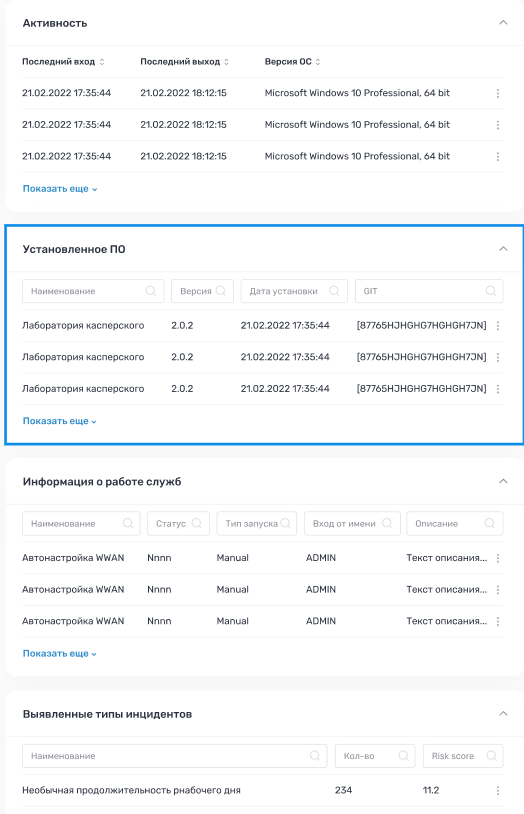 Активность
Последний вход Последний выход Версия ОС
21.02.2022 17:35:44 21.02.2022 18:12:15 Microsoft Windows 10 Professional, 64 bit
21.02.2022 17:35:44 21.02.2022 18:12:15 Microsoft Windows 10 Professional, 64 bit
21.02.2022 17:35:44 21.02.2022 18:12:15 Microsoft Windows 10 Professional, 64 bit
Показать еще
Установленное ПО
Наименование Версия Дата установки GIT
Лаборатория касперского 2.0.2 21.02.2022 17:35:44 [87765HJHGHG7HGHGH7JN]
Лаборатория касперского 2.0.2 21.02.2022 17:35:44 [87765HJHGHG7HGHGH7JN]
Лаборатория касперского 2.0.2 21.02.2022 17:35:44 [87765HJHGHG7HGHGH7JN]
Показать еще
Информация о работе служб
Наименование Статус Тип запуска Вход от имени Описание
Автонастройка WWAN Nnnn Manual ADMIN Текст описания...
Автонастройка WWAN Nnnn Manual ADMIN Текст описания...
Автонастройка WWAN Nnnn Manual ADMIN Текст описания...
Показать еще
Выявленные типы инцидентов
Наименование Кол-во Risk score
Необычная продолжительность рнабочего дня 234 11.2